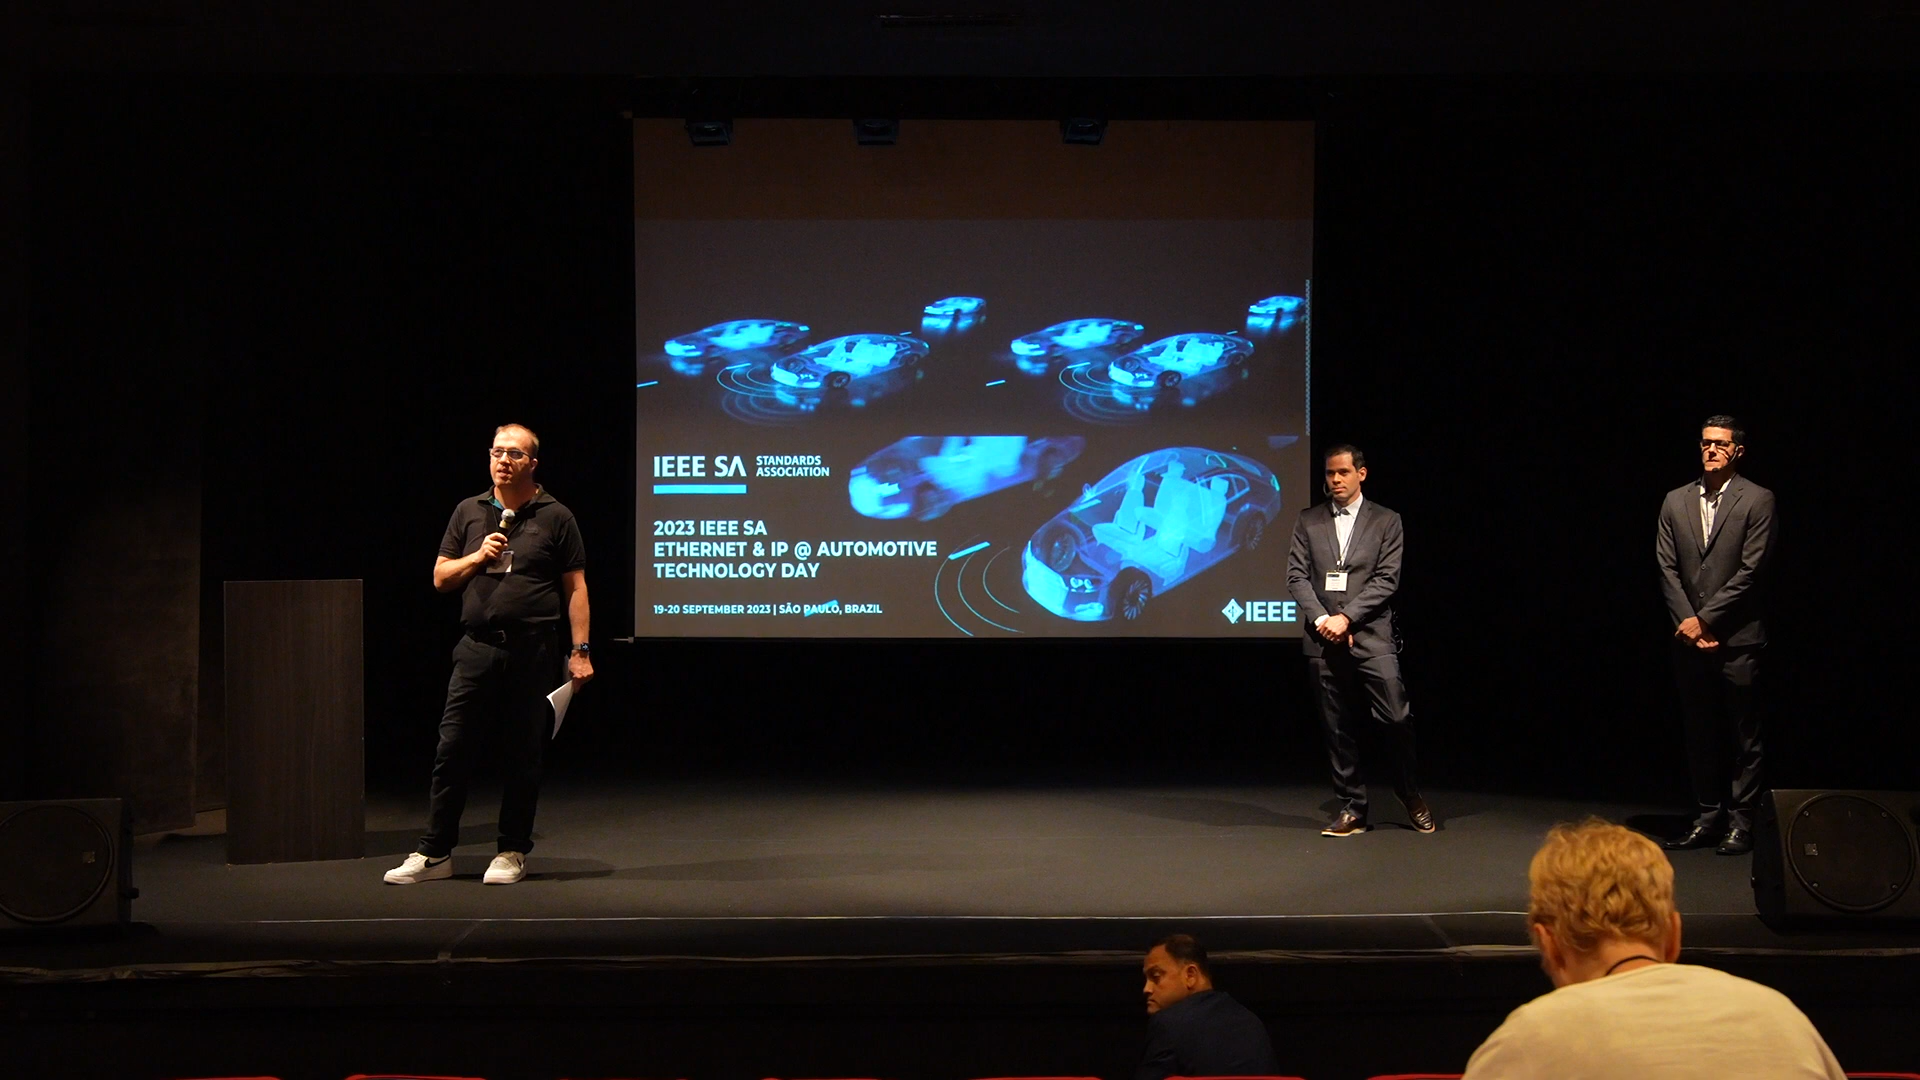 IEEE SA STANDARDS
ASSOCIATION
2023 IEEE SA
ETHERNET & IP @ AUTOMOTIVE
TECHNOLOGY DAY
19-20 SEPTEMBER 2023 | SÃO PAULO, BRAZIL
IEEE